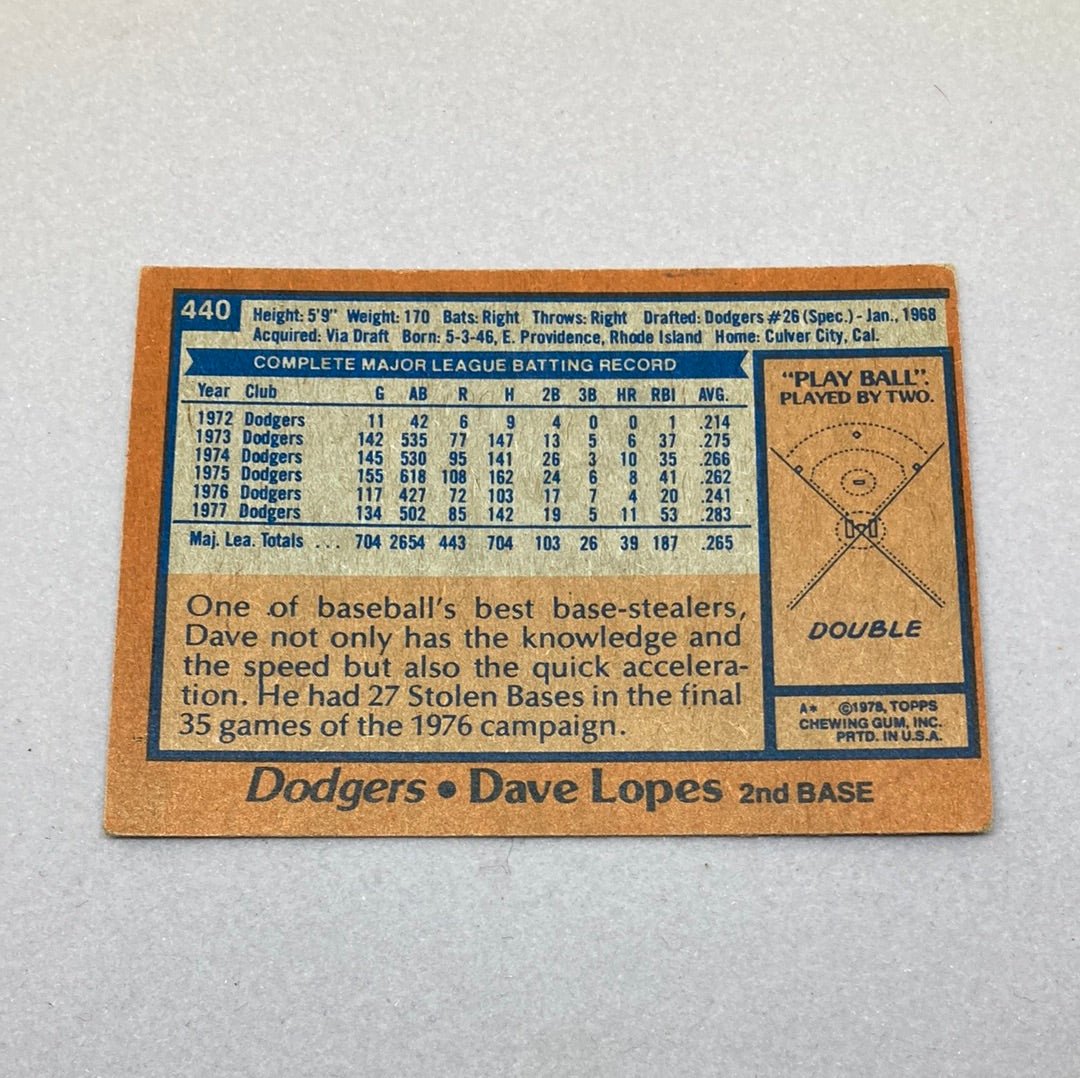 440
Height: 5'9" Weight: 170 Bats: Right Throws: Right Drafted: Dodgers #26 (Spec.) - Jan., 1968
Acquired: Via Draft Born: 5-3-46, E. Providence, Rhode Island Home: Culver City, Cal.
COMPLETE MAJOR LEAGUE BATTING RECORD
Year Club G AB R H 2B 3B HR RBI AVG.
1972 Dodgers 11 42 6 9 4 0 0 1 .214
1973 Dodgers 142 535 77 147 13 5 6 37 .275
1974 Dodgers 145 530 95 141 26 3 10 35 .266
1975 Dodgers 155 618 108 162 24 6 8 41 .262
1976 Dodgers 117 427 72 103 17 7 4 20 .241
1977 Dodgers 134 502 85 142 19 5 11 53 .283
Maj. Lea. Totals ... 704 2654 443 704 103 26 39 187 .265
One of baseball's best base-stealers,
Dave not only has the knowledge and
the speed but also the quick accelera-
tion. He had 27 Stolen Bases in the final
35 games of the 1976 campaign.
"PLAY BALL".
PLAYED BY TWO.
DOUBLE
A* ©1978, TOPPS
CHEWING GUM, INC.
PRTD. IN U.S.A.
Dodgers • Dave Lopes 2nd BASE